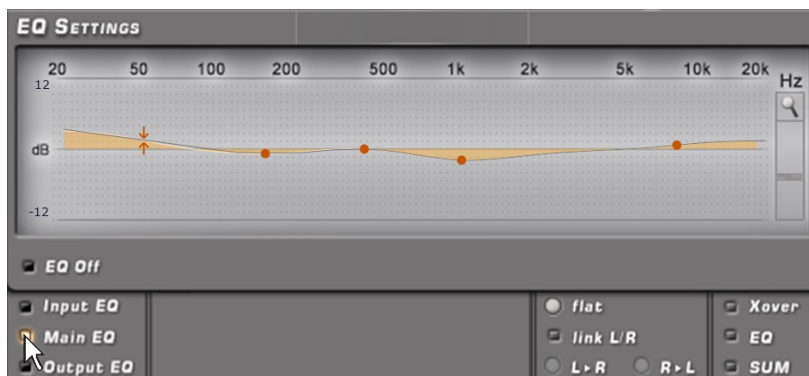 EQ Settings
20 50 100 200 500 1k 2k 5k 10k 20k Hz
12
dB
-12
EQ Off
Input EQ flat Xover
Main EQ link L/R EQ
Output EQ L▸R R▸L SUM